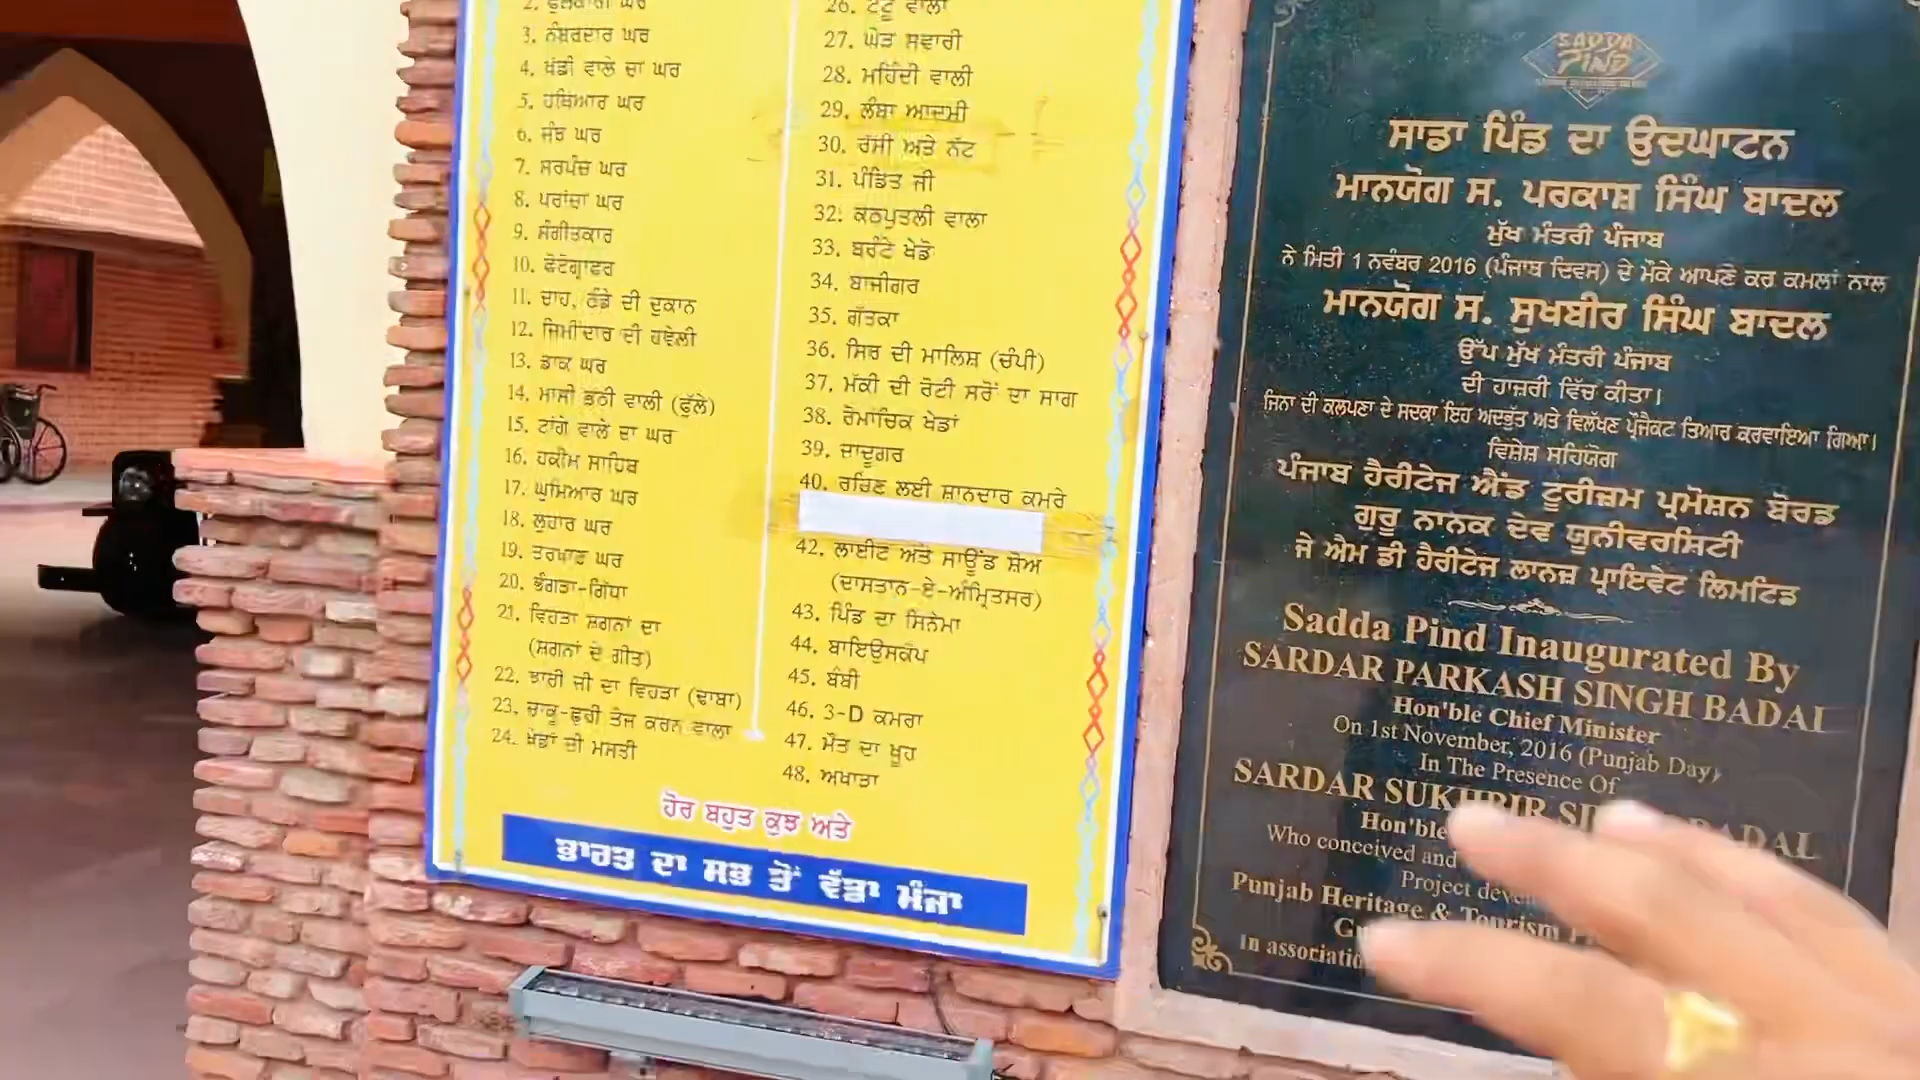 2. ਫੁਲਕਾਰੀ ਘਰ
3. ਨੰਬਰਦਾਰ ਘਰ
4. ਖੱਡੀ ਵਾਲੇ ਦਾ ਘਰ
5. ਹਥਿਆਰ ਘਰ
6. ਜੰਝ ਘਰ
7. ਸਰਪੰਚ ਘਰ
8. ਪਰਾਂਦਾ ਘਰ
9. ਸੰਗੀਤਕਾਰ
10. ਫੋਟੋਗ੍ਰਾਫਰ
11. ਚਾਹ, ਠੰਡੇ ਦੀ ਦੁਕਾਨ
12. ਜਿਮੀਂਦਾਰ ਦੀ ਹਵੇਲੀ
13. ਡਾਕ ਘਰ
14. ਮਾਸੀ ਭਠੀ ਵਾਲੀ (ਫੁੱਲੇ)
15. ਟਾਂਗੇ ਵਾਲੇ ਦਾ ਘਰ
16. ਹਕੀਮ ਸਾਹਿਬ
17. ਘੁਮਿਆਰ ਘਰ
18. ਲੁਹਾਰ ਘਰ
19. ਤਰਖਾਣ ਘਰ
20. ਭੰਗੜਾ-ਗਿੱਧਾ
21. ਵਿਹੜਾ ਸ਼ਗਨਾਂ ਦਾ
(ਸ਼ਗਨਾਂ ਦੇ ਗੀਤ)
22. ਝਾਈ ਜੀ ਦਾ ਵਿਹੜਾ (ਢਾਬਾ)
23. ਚਾਕੂ-ਛੁਰੀ ਤੇਜ ਕਰਨ ਵਾਲਾ
24. ਖੇਡਾਂ ਦੀ ਮਸਤੀ
26. ਟੱਟੂ ਵਾਲਾ
27. ਘੋੜ ਸਵਾਰੀ
28. ਮਹਿੰਦੀ ਵਾਲੀ
29. ਲੰਬਾ ਆਦਮੀ
30. ਰੱਸੀ ਅਤੇ ਨੱਟ
31. ਪੰਡਿਤ ਜੀ
32. ਕਠਪੁਤਲੀ ਵਾਲਾ
33. ਬਰੰਟੇ ਖੇਡੋ
34. ਬਾਜੀਗਰ
35. ਗੱਤਕਾ
36. ਸਿਰ ਦੀ ਮਾਲਿਸ਼ (ਚੰਪੀ)
37. ਮੱਕੀ ਦੀ ਰੋਟੀ ਸਰੋਂ ਦਾ ਸਾਗ
38. ਰੋਮਾਂਚਿਕ ਖੇਡਾਂ
39. ਜਾਦੂਗਰ
40. ਰਹਿਣ ਲਈ ਸ਼ਾਨਦਾਰ ਕਮਰੇ
42. ਲਾਈਟ ਅਤੇ ਸਾਊਂਡ ਸ਼ੋਅ
(ਦਾਸਤਾਨ-ਏ-ਅੰਮ੍ਰਿਤਸਰ)
43. ਪਿੰਡ ਦਾ ਸਿਨੇਮਾ
44. ਬਾਇਉਸਕੋਪ
45. ਬੰਬੀ
46. 3-D ਕਮਰਾ
47. ਮੌਤ ਦਾ ਖੂਹ
48. ਅਖਾੜਾ
ਹੋਰ ਬਹੁਤ ਕੁਝ ਅਤੇ
ਭਾਰਤ ਦਾ ਸਭ ਤੋਂ ਵੱਡਾ ਮੰਜਾ
SADDA
PIND
ਸਾਡਾ ਪਿੰਡ ਦਾ ਉਦਘਾਟਨ
ਮਾਨਯੋਗ ਸ. ਪਰਕਾਸ਼ ਸਿੰਘ ਬਾਦਲ
ਮੁੱਖ ਮੰਤਰੀ ਪੰਜਾਬ
ਨੇ ਮਿਤੀ 1 ਨਵੰਬਰ 2016 (ਪੰਜਾਬ ਦਿਵਸ) ਦੇ ਮੌਕੇ ਆਪਣੇ ਕਰ ਕਮਲਾਂ ਨਾਲ
ਮਾਨਯੋਗ ਸ. ਸੁਖਬੀਰ ਸਿੰਘ ਬਾਦਲ
ਉੱਪ ਮੁੱਖ ਮੰਤਰੀ ਪੰਜਾਬ
ਦੀ ਹਾਜ਼ਰੀ ਵਿੱਚ ਕੀਤਾ।
ਜਿਨਾ ਦੀ ਕਲਪਣਾ ਦੇ ਸਦਕਾ ਇਹ ਅਦਭੁੱਤ ਅਤੇ ਵਿਲੱਖਣ ਪ੍ਰੌਜੈਕਟ ਤਿਆਰ ਕਰਵਾਇਆ ਗਿਆ।
ਵਿਸ਼ੇਸ਼ ਸਹਿਯੋਗ
ਪੰਜਾਬ ਹੈਰੀਟੇਜ ਐਂਡ ਟੂਰੀਜ਼ਮ ਪ੍ਰਮੋਸ਼ਨ ਬੋਰਡ
ਗੁਰੂ ਨਾਨਕ ਦੇਵ ਯੂਨੀਵਰਸਿਟੀ
ਜੇ ਐਮ ਡੀ ਹੈਰੀਟੇਜ ਲਾਨਜ਼ ਪ੍ਰਾਇਵੇਟ ਲਿਮਟਿਡ
Sadda Pind Inaugurated By
SARDAR PARKASH SINGH BADAL
Hon'ble Chief Minister
On 1st November, 2016 (Punjab Day)
In The Presence Of
SARDAR SUKHBIR BADAL
Hon'ble
Who conceived and
Project
Punjab Heritage & Tourism
In